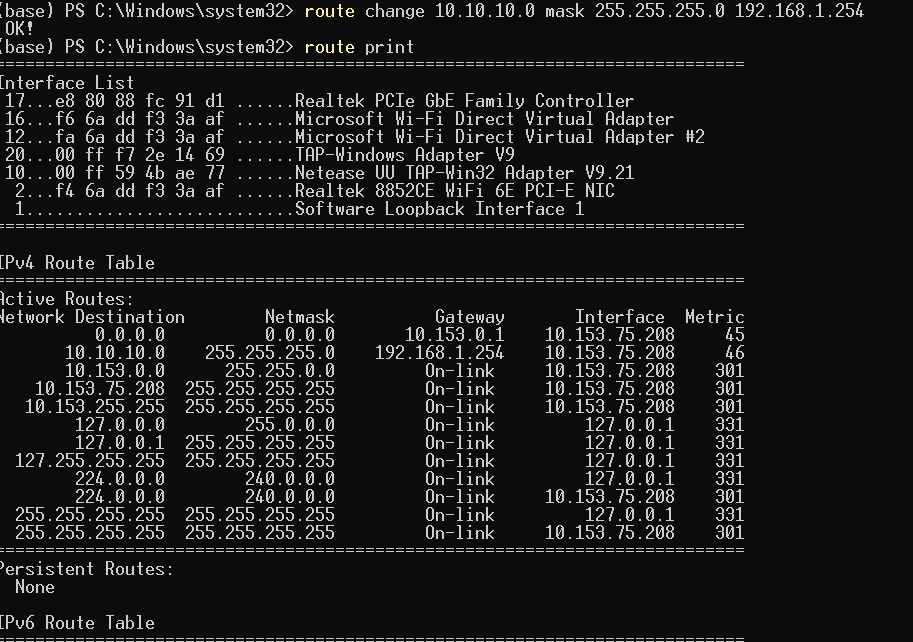 (base) PS C:\Windows\system32> route change 10.10.10.0 mask 255.255.255.0 192.168.1.254
OK!
(base) PS C:\Windows\system32> route print
===========================================================================
Interface List
17...e8 80 88 fc 91 d1 ......Realtek PCIe GbE Family Controller
16...f6 6a dd f3 3a af ......Microsoft Wi-Fi Direct Virtual Adapter
12...fa 6a dd f3 3a af ......Microsoft Wi-Fi Direct Virtual Adapter #2
20...00 ff f7 2e 14 69 ......TAP-Windows Adapter V9
10...00 ff 59 4b ae 77 ......Netease UU TAP-Win32 Adapter V9.21
2...f4 6a dd f3 3a af ......Realtek 8852CE WiFi 6E PCI-E NIC
1...........................Software Loopback Interface 1
===========================================================================
IPv4 Route Table
===========================================================================
Active Routes:
Network Destination Netmask Gateway Interface Metric
0.0.0.0 0.0.0.0 10.153.0.1 10.153.75.208 45
10.10.10.0 255.255.255.0 192.168.1.254 10.153.75.208 46
10.153.0.0 255.255.0.0 On-link 10.153.75.208 301
10.153.75.208 255.255.255.255 On-link 10.153.75.208 301
10.153.255.255 255.255.255.255 On-link 10.153.75.208 301
127.0.0.0 255.0.0.0 On-link 127.0.0.1 331
127.0.0.1 255.255.255.255 On-link 127.0.0.1 331
127.255.255.255 255.255.255.255 On-link 127.0.0.1 331
224.0.0.0 240.0.0.0 On-link 127.0.0.1 331
224.0.0.0 240.0.0.0 On-link 10.153.75.208 301
255.255.255.255 255.255.255.255 On-link 127.0.0.1 331
255.255.255.255 255.255.255.255 On-link 10.153.75.208 301
===========================================================================
Persistent Routes:
None
IPv6 Route Table
===========================================================================